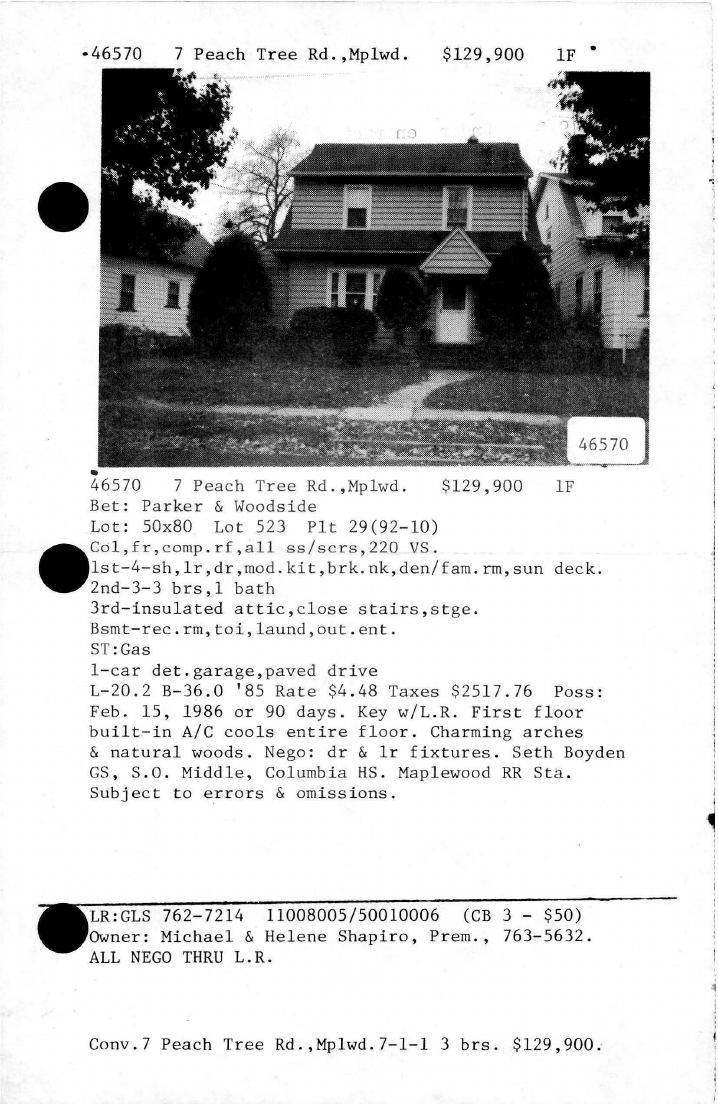 46570 7 Peach Tree Rd.,Mplwd. $129,900 1F
46570
46570 7 Peach Tree Rd.,Mplwd. $129,900 1F
Bet: Parker & Woodside
Lot: 50x80 Lot 523 Plt 29(92-10)
Col,fr,comp.rf,all ss/scrs,220 VS.
1st-4-sh,lr,dr,mod.kit,brk.nk,den/fam.rm,sun deck.
2nd-3-3 brs,1 bath
3rd-insulated attic,close stairs,stge.
Bsmt-rec.rm,toi,laund,out.ent.
ST:Gas
1-car det.garage,paved drive
L-20.2 B-36.0 '85 Rate $4.48 Taxes $2517.76 Poss:
Feb. 15, 1986 or 90 days. Key w/L.R. First floor
built-in A/C cools entire floor. Charming arches
& natural woods. Nego: dr & lr fixtures. Seth Boyden
GS, S.O. Middle, Columbia HS. Maplewood RR Sta.
Subject to errors & omissions.
LR:GLS 762-7214 11008005/50010006 (CB 3 - $50)
Owner: Michael & Helene Shapiro, Prem., 763-5632.
ALL NEGO THRU L.R.
Conv.7 Peach Tree Rd.,Mplwd.7-1-1 3 brs. $129,900.